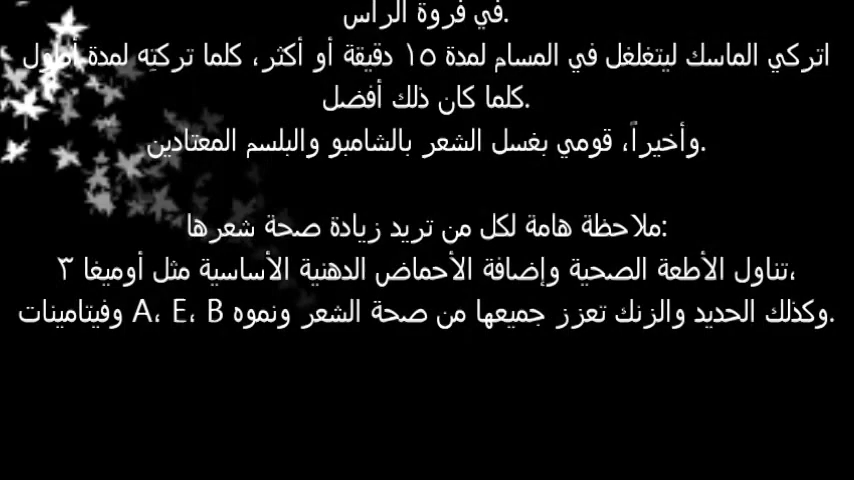 في فروة الرأس.
اتركي الماسك ليتغلغل في المسام لمدة ١٥ دقيقة أو أكثر، كلما تركتِه لمدة أطول
كلما كان ذلك أفضل.
وأخيراً، قومي بغسل الشعر بالشامبو والبلسم المعتادين.
ملاحظة هامة لكل من تريد زيادة صحة شعرها:
تناول الأطعة الصحية وإضافة الأحماض الدهنية الأساسية مثل أوميغا ٣،
وكذلك الحديد والزنك تعزز جميعها من صحة الشعر ونموه A، E، B وفيتامينات.